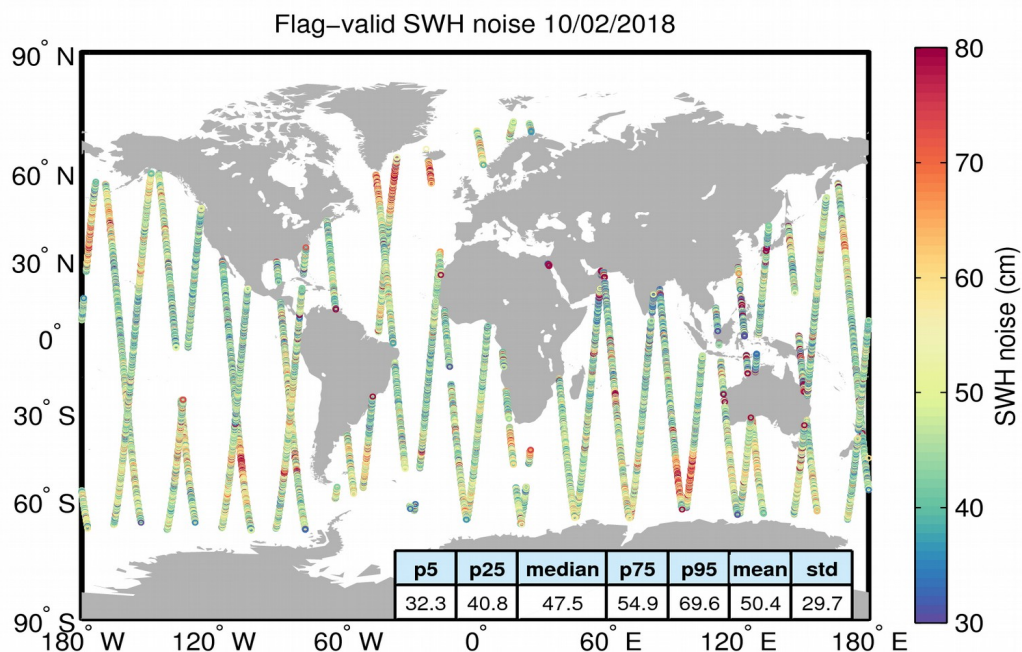 Flag−valid SWH noise 10/02/2018
90° N
60° N
30° N
0°
30° S
60° S
90° S
180° W
120° W
60° W
0°
60° E
120° E
180° E
80
70
60
50
40
30
SWH noise (cm)
p5 p25 median p75 p95 mean std
32.3 40.8 47.5 54.9 69.6 50.4 29.7